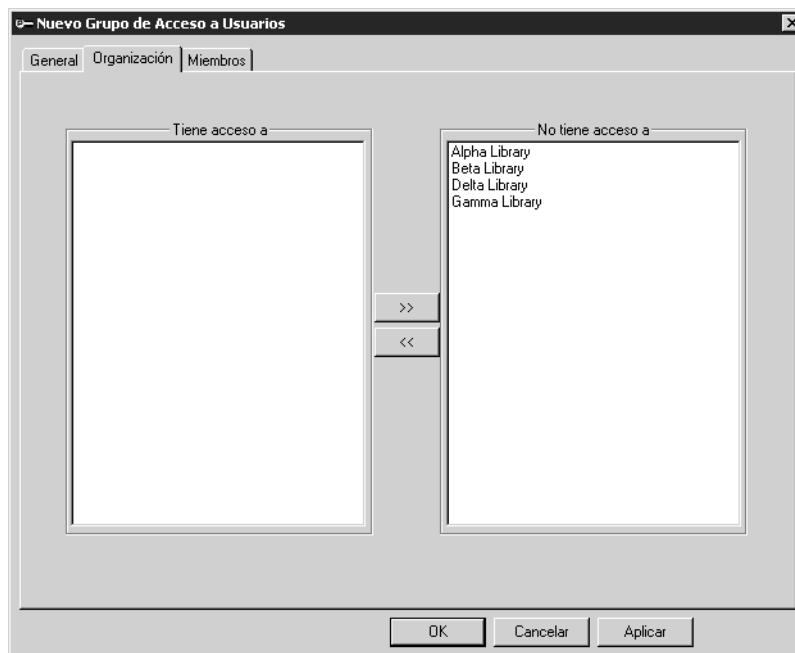 Nuevo Grupo de Acceso a Usuarios
General Organización Miembros
Tiene acceso a
No tiene acceso a
Alpha Library
Beta Library
Delta Library
Gamma Library
>>
<<
OK Cancelar Aplicar